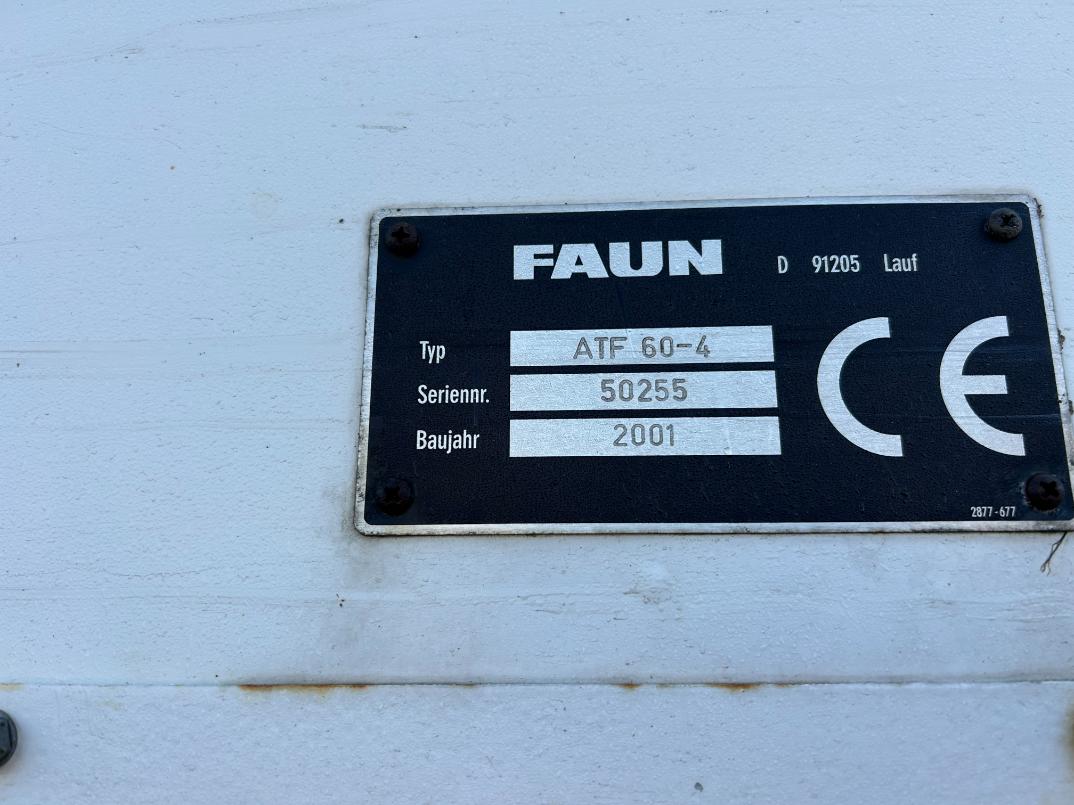 FAUN D 91205 Lauf
Typ ATF 60-4
Seriennr. 50255
Baujahr 2001
CE
2877-677